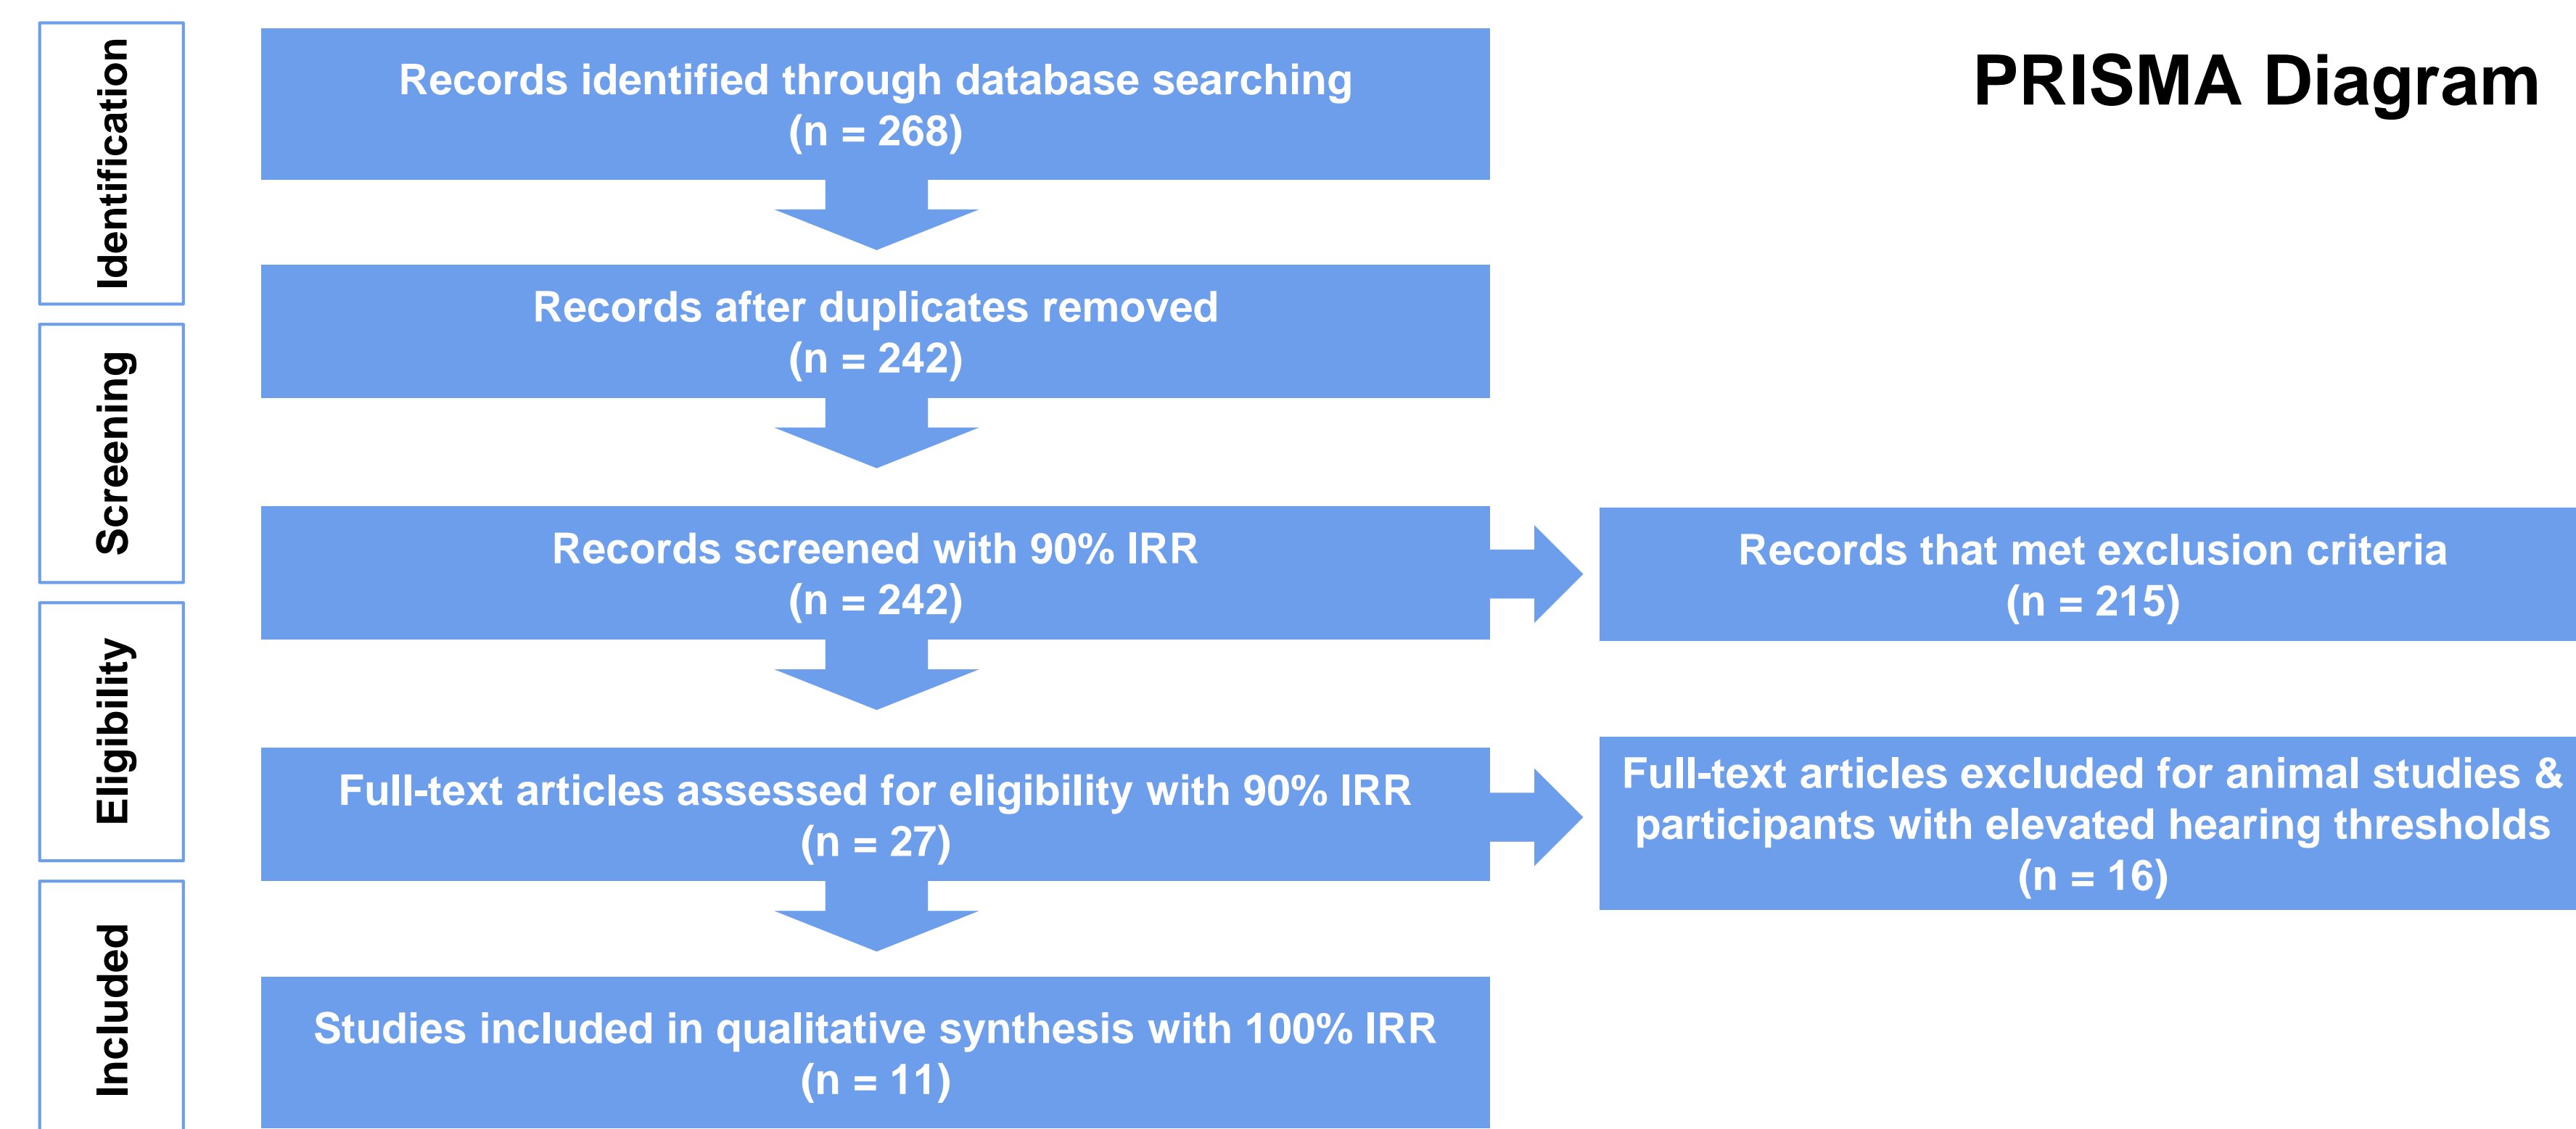 PRISMA Diagram
Identification
Records identified through database searching
(n = 268)
Records after duplicates removed
(n = 242)
Screening
Records screened with 90% IRR
(n = 242)
Records that met exclusion criteria
(n = 215)
Eligibility
Full-text articles assessed for eligibility with 90% IRR
(n = 27)
Full-text articles excluded for animal studies &
participants with elevated hearing thresholds
(n = 16)
Included
Studies included in qualitative synthesis with 100% IRR
(n = 11)